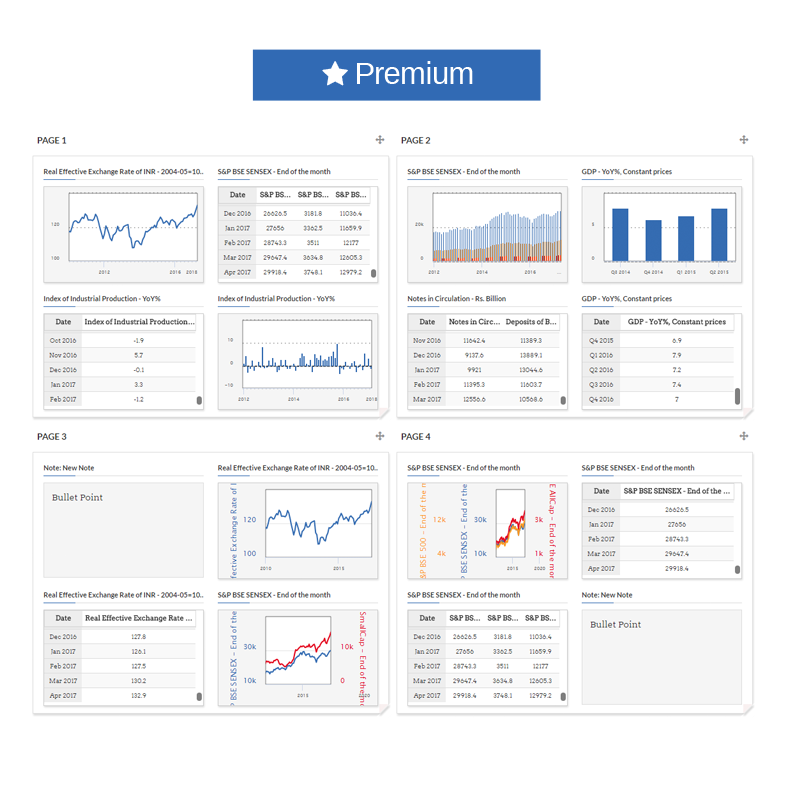 Premium
PAGE 1
Real Effective Exchange Rate of INR - 2004-05=10..
120
100
2012
2016
2018
S&P BSE SENSEX - End of the month
Date S&P BS... S&P BS... S&P BS...
Dec 2016 26626.5 3181.8 11036.4
Jan 2017 27656 3362.5 11659.9
Feb 2017 28743.3 3511 12177
Mar 2017 29647.4 3634.8 12605.3
Apr 2017 29918.4 3748.1 12979.2
Index of Industrial Production - YoY%
Date Index of Industrial Production...
Oct 2016 -1.9
Nov 2016 5.7
Dec 2016 -0.1
Jan 2017 3.3
Feb 2017 -1.2
Index of Industrial Production - YoY%
10
0
-10
2012
2014
2016
2018
PAGE 2
S&P BSE SENSEX - End of the month
20k
0
2012
2014
2016
...
GDP - YoY%, Constant prices
5
0
Q3 2014
Q4 2014
Q1 2015
Q2 2015
Notes in Circulation - Rs. Billion
Date Notes in Circ... Deposits of B...
Nov 2016 11642.4 11389.3
Dec 2016 9137.6 13889.1
Jan 2017 9921 13044.6
Feb 2017 11395.3 11603.7
Mar 2017 12556.6 10568.6
GDP - YoY%, Constant prices
Date GDP - YoY%, Constant prices
Q4 2015 6.9
Q1 2016 7.9
Q2 2016 7.2
Q3 2016 7.4
Q4 2016 7
PAGE 3
Note: New Note
Bullet Point
Real Effective Exchange Rate of INR - 2004-05=10..
fective Exchange Rate of I
120
100
2010
2015
Real Effective Exchange Rate of INR - 2004-05=10..
Date Real Effective Exchange Rate ...
Dec 2016 127.8
Jan 2017 126.1
Feb 2017 127.5
Mar 2017 130.2
Apr 2017 132.9
S&P BSE SENSEX - End of the month
P BSE SENSEX - End of the
30k
10k
10k
0
SmallCap - End of the mo
2015
20
PAGE 4
S&P BSE SENSEX - End of the month
&P BSE 500 - End of the m
12k
4k
P BSE SENSEX - End of the
30k
10k
3k
1k
E AllCap - End of the mor
2015
2020
S&P BSE SENSEX - End of the month
Date S&P BSE SENSEX - End of the ...
Dec 2016 26626.5
Jan 2017 27656
Feb 2017 28743.3
Mar 2017 29647.4
Apr 2017 29918.4
S&P BSE SENSEX - End of the month
Date S&P BS... S&P BS... S&P BS...
Dec 2016 26626.5 3181.8 11036.4
Jan 2017 27656 3362.5 11659.9
Feb 2017 28743.3 3511 12177
Mar 2017 29647.4 3634.8 12605.3
Apr 2017 29918.4 3748.1 12979.2
Note: New Note
Bullet Point